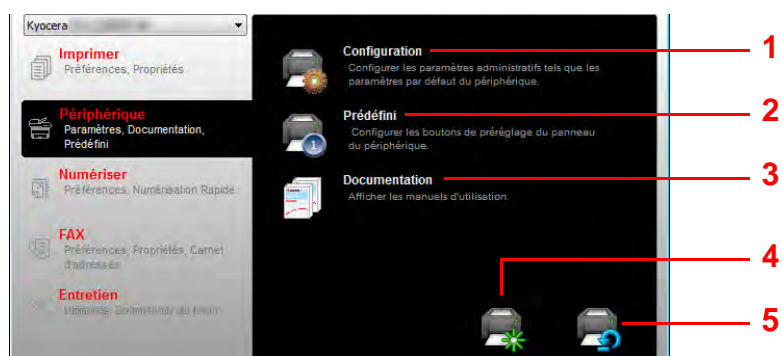 Kyocera
Imprimer
Préférences, Propriétés
Périphérique
Paramètres, Documentation,
Prédéfini
Numériser
Préférences, Numérisation Rapide
FAX
Préférences, Propriétés, Carnet
d'adresses
Entretien
Configuration
Configurer les paramètres administratifs tels que les
paramètres par défaut du périphérique.
Prédéfini
Configurer les boutons de préréglage du panneau
du périphérique.
Documentation
Afficher les manuels d'utilisation.
1
2
3
4
5